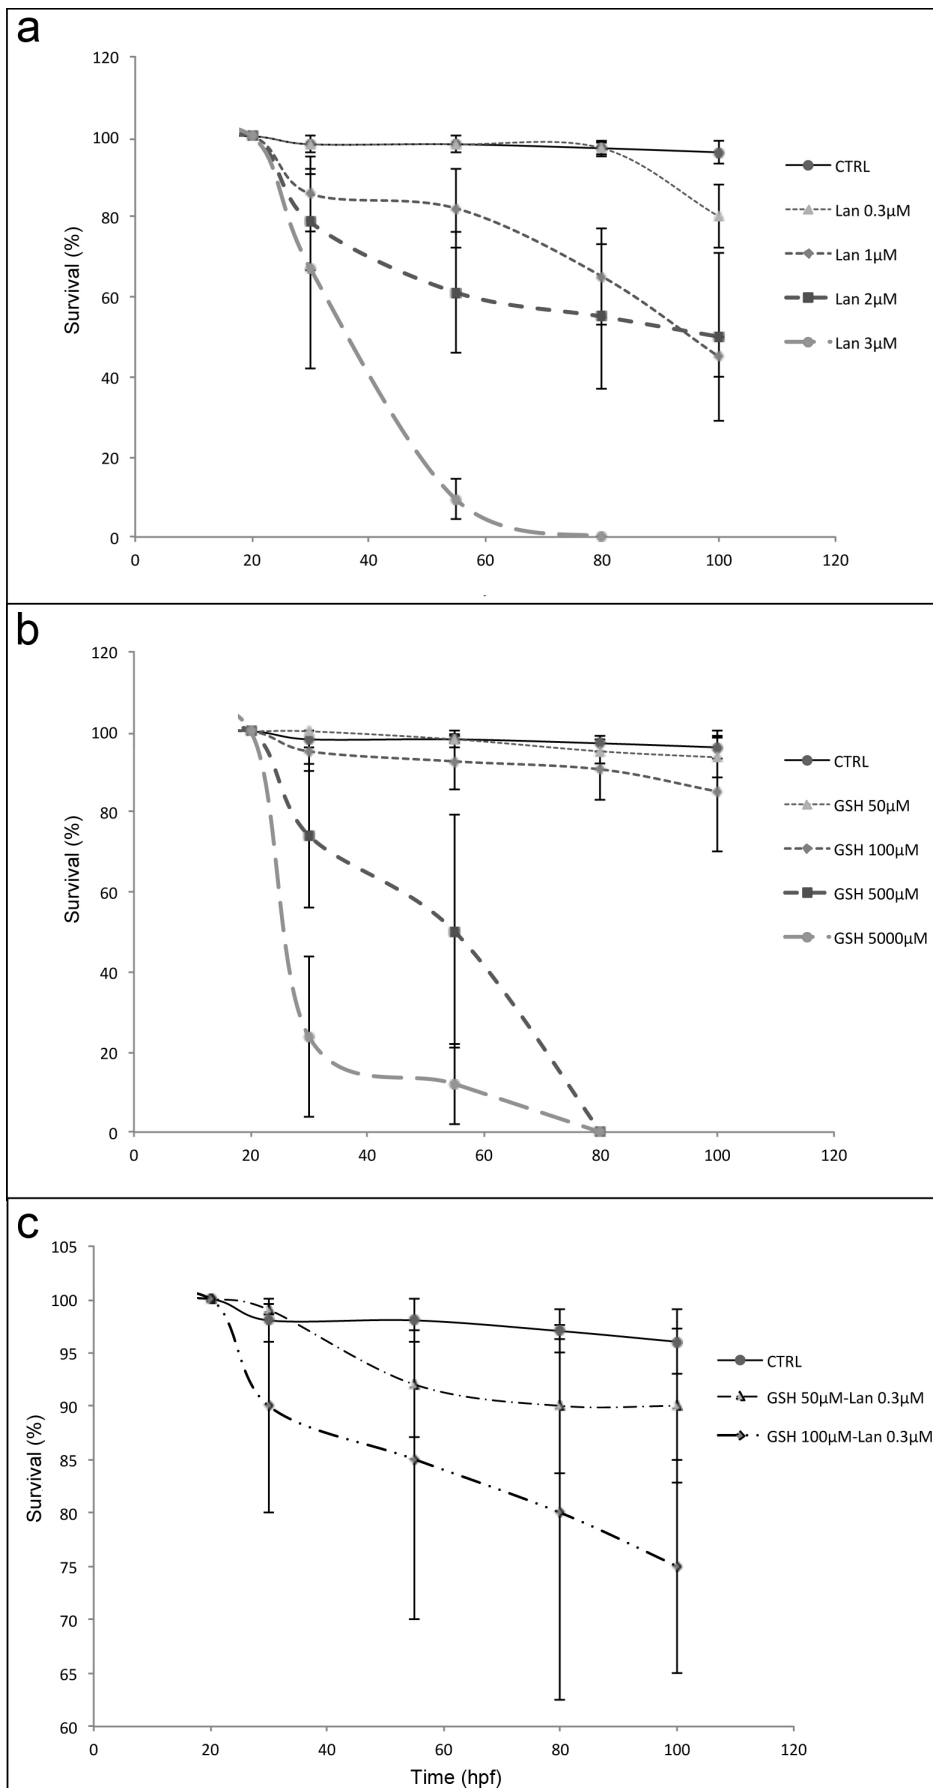 a
120
100
80
60
40
20
0
Survival (%)
0 20 40 60 80 100 120
CTRL
Lan 0.3µM
Lan 1µM
Lan 2µM
Lan 3µM
b
120
100
80
60
40
20
0
Survival (%)
0 20 40 60 80 100 120
CTRL
GSH 50µM
GSH 100µM
GSH 500µM
GSH 5000µM
c
105
100
95
90
85
80
75
70
65
60
Survival (%)
0 20 40 60 80 100 120
Time (hpf)
CTRL
GSH 50µM-Lan 0.3µM
GSH 100µM-Lan 0.3µM